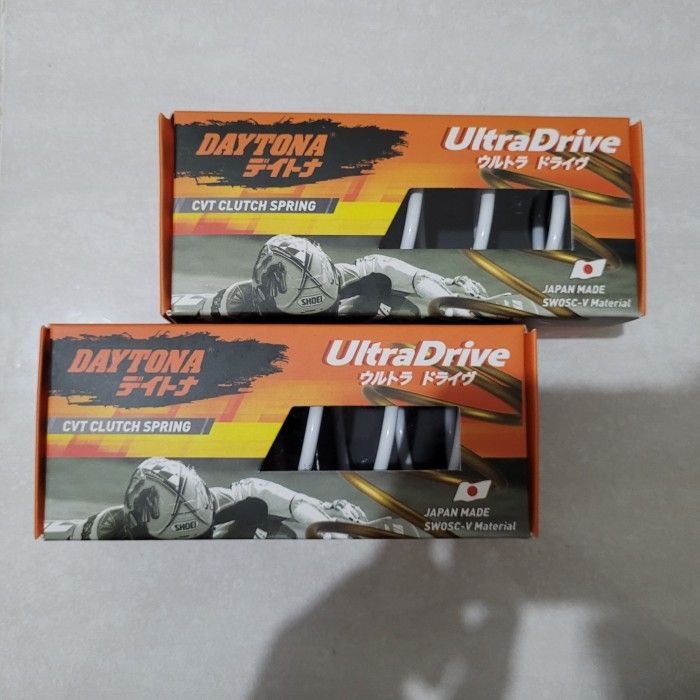 DAYTONA
デイトナ
UltraDrive
ウルトラ ドライヴ
CVT CLUTCH SPRING
SHOEI
JAPAN MADE
SWOSC-V Material
DAYTONA
デイトナ
UltraDrive
ウルトラ ドライヴ
CVT CLUTCH SPRING
SHOEI
JAPAN MADE
SWOSC-V Material